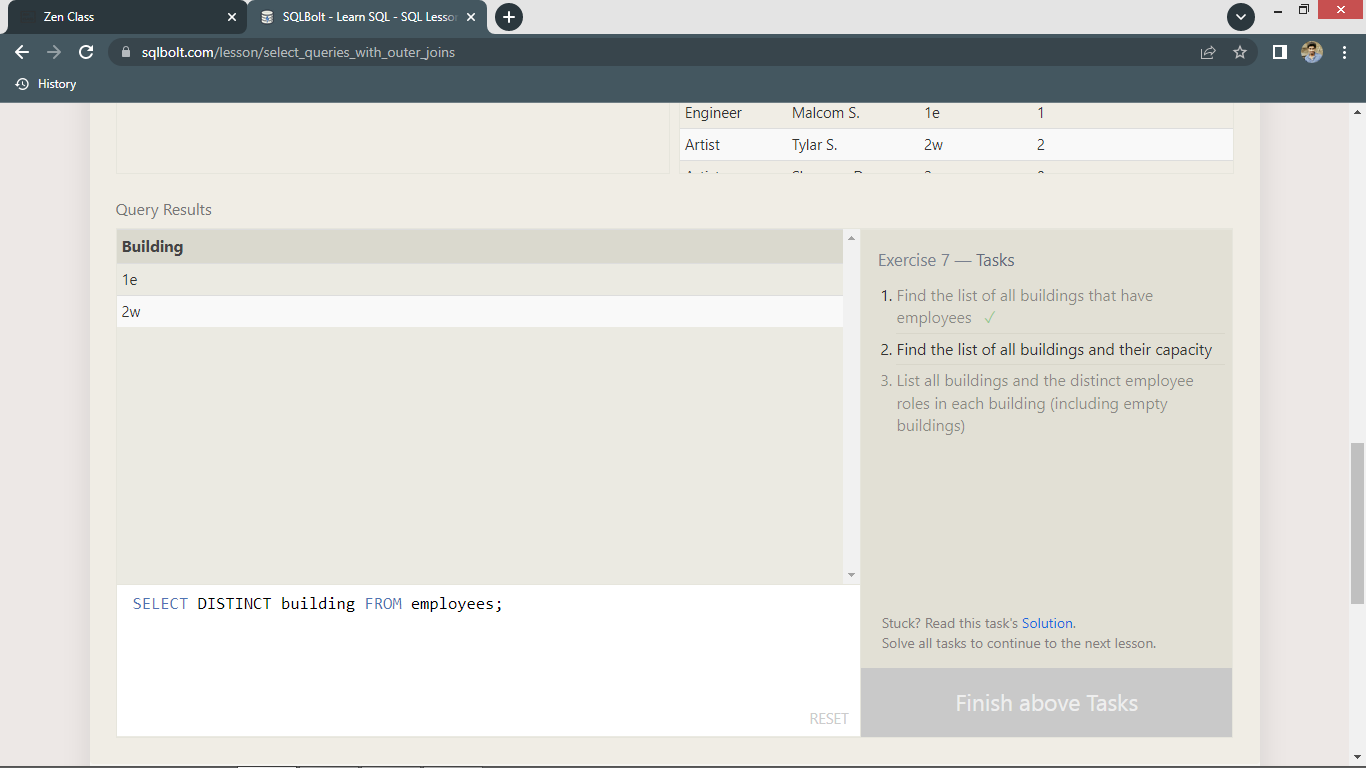 Zen Class
SQLBolt - Learn SQL - SQL Lesson
sqlbolt.com/lesson/select_queries_with_outer_joins
History
Engineer Malcom S. 1e 1
Artist Tylar S. 2w 2
Query Results
Building
1e
2w
Exercise 7 — Tasks
1. Find the list of all buildings that have
employees ✓
2. Find the list of all buildings and their capacity
3. List all buildings and the distinct employee
roles in each building (including empty
buildings)
SELECT DISTINCT building FROM employees;
RESET
Stuck? Read this task's Solution.
Solve all tasks to continue to the next lesson.
Finish above Tasks